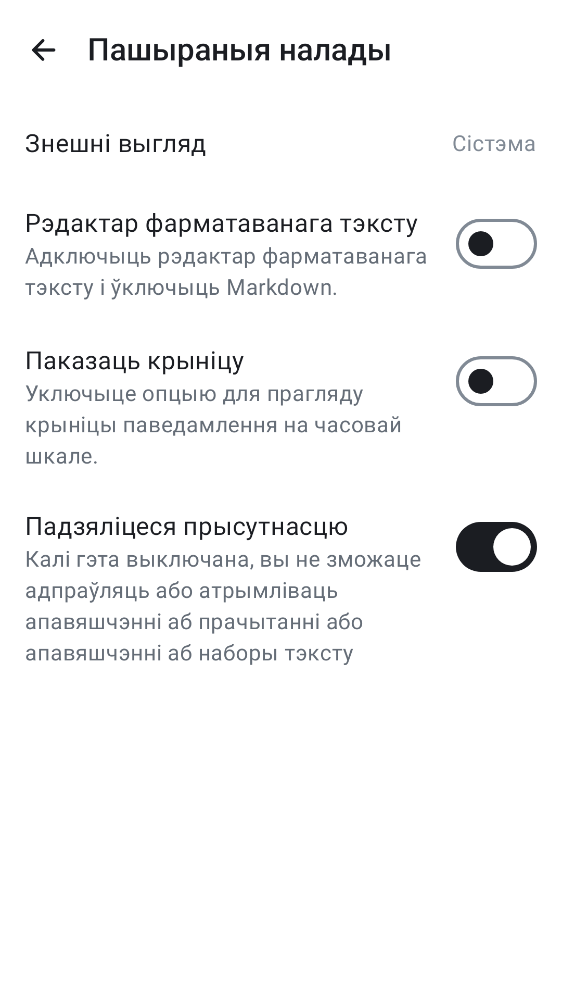 Пашыраныя налады
Знешні выгляд
Сістэма
Рэдактар фарматаванага тэксту
Адключыць рэдактар фарматаванага
тэксту і ўключыць Markdown.
Паказаць крыніцу
Уключыце опцыю для прагляду
крыніцы паведамлення на часовай
шкале.
Падзяліцеся прысутнасцю
Калі гэта выключана, вы не зможаце
адпраўляць або атрымліваць
апавяшчэнні аб прачытанні або
апавяшчэнні аб наборы тэксту